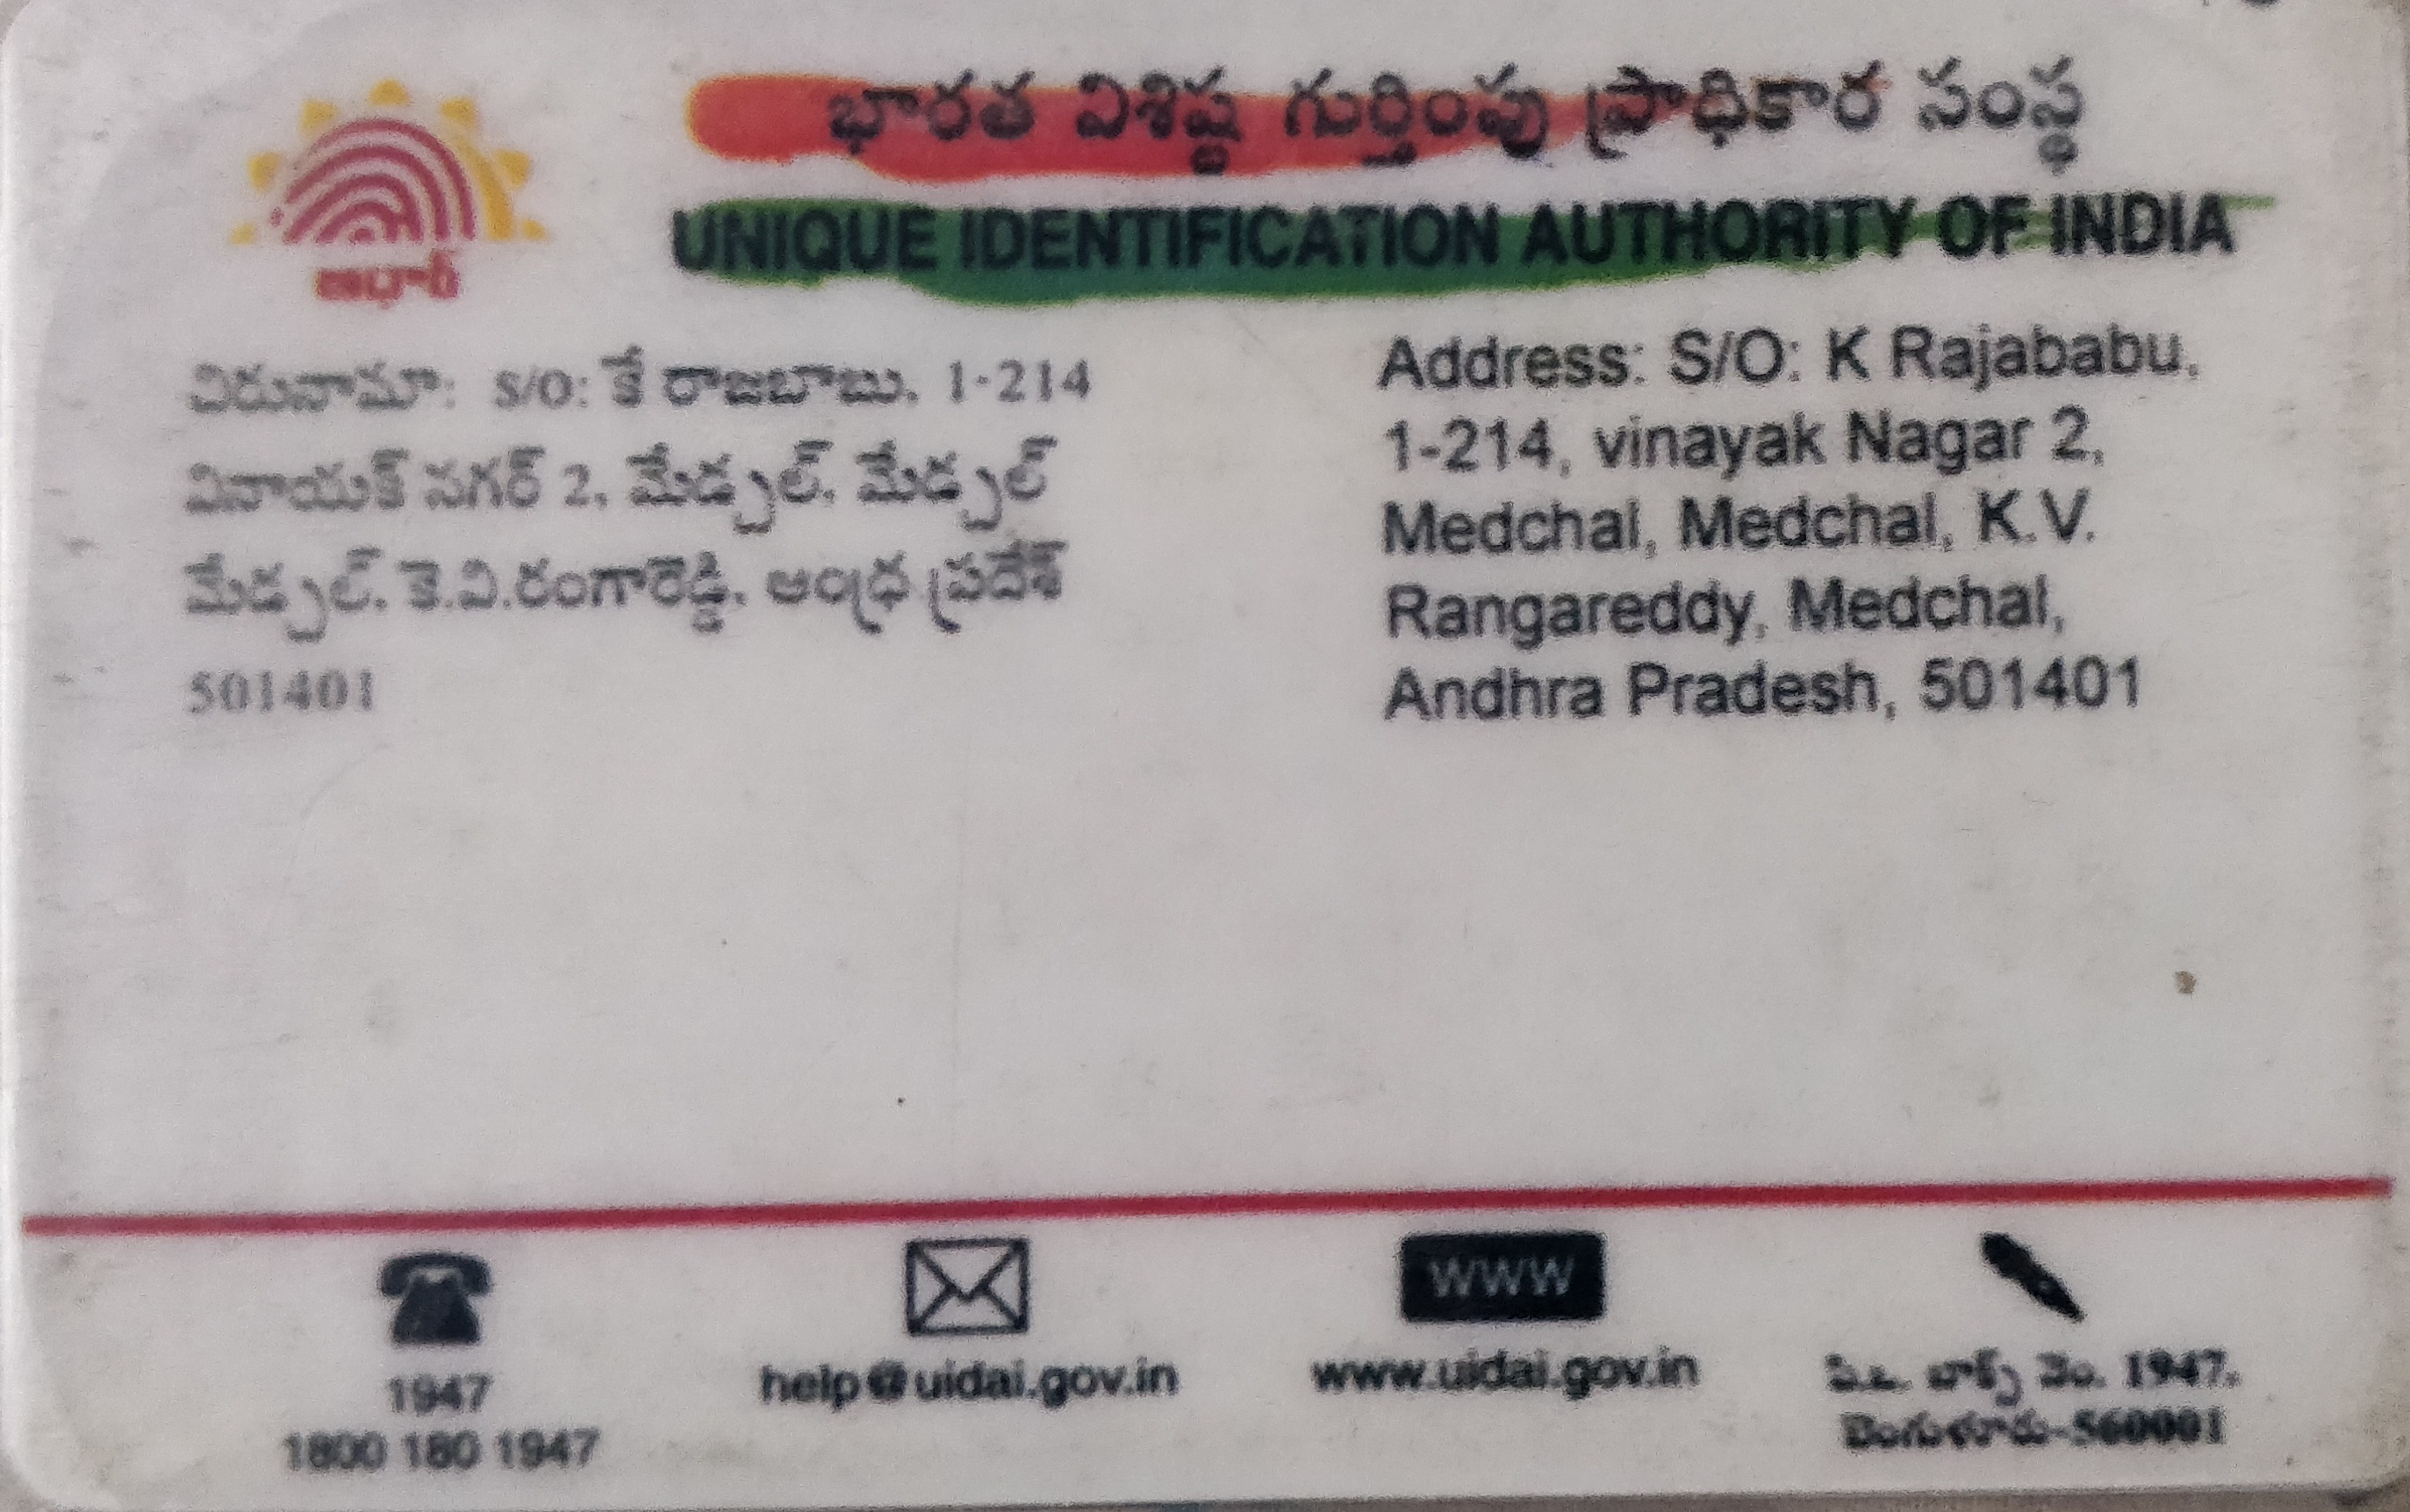 భారత విశిష్ట గుర్తింపు ప్రాధికార సంస్థ
UNIQUE IDENTIFICATION AUTHORITY OF INDIA
ఆధార్
చిరునామా: S/O: కే రాజబాబు, 1-214
వినాయక్ నగర్ 2, మేడ్చల్, మేడ్చల్
మేడ్చల్, కె.వి.రంగారెడ్డి, ఆంధ్ర ప్రదేశ్
501401
Address: S/O: K Rajababu,
1-214, vinayak Nagar 2,
Medchal, Medchal, K.V.
Rangareddy, Medchal,
Andhra Pradesh, 501401
1947
1800 180 1947
help@uidai.gov.in
WWW
www.uidai.gov.in
పి.ఒ. బాక్స్ నెం. 1947,
బెంగుళూరు-560001